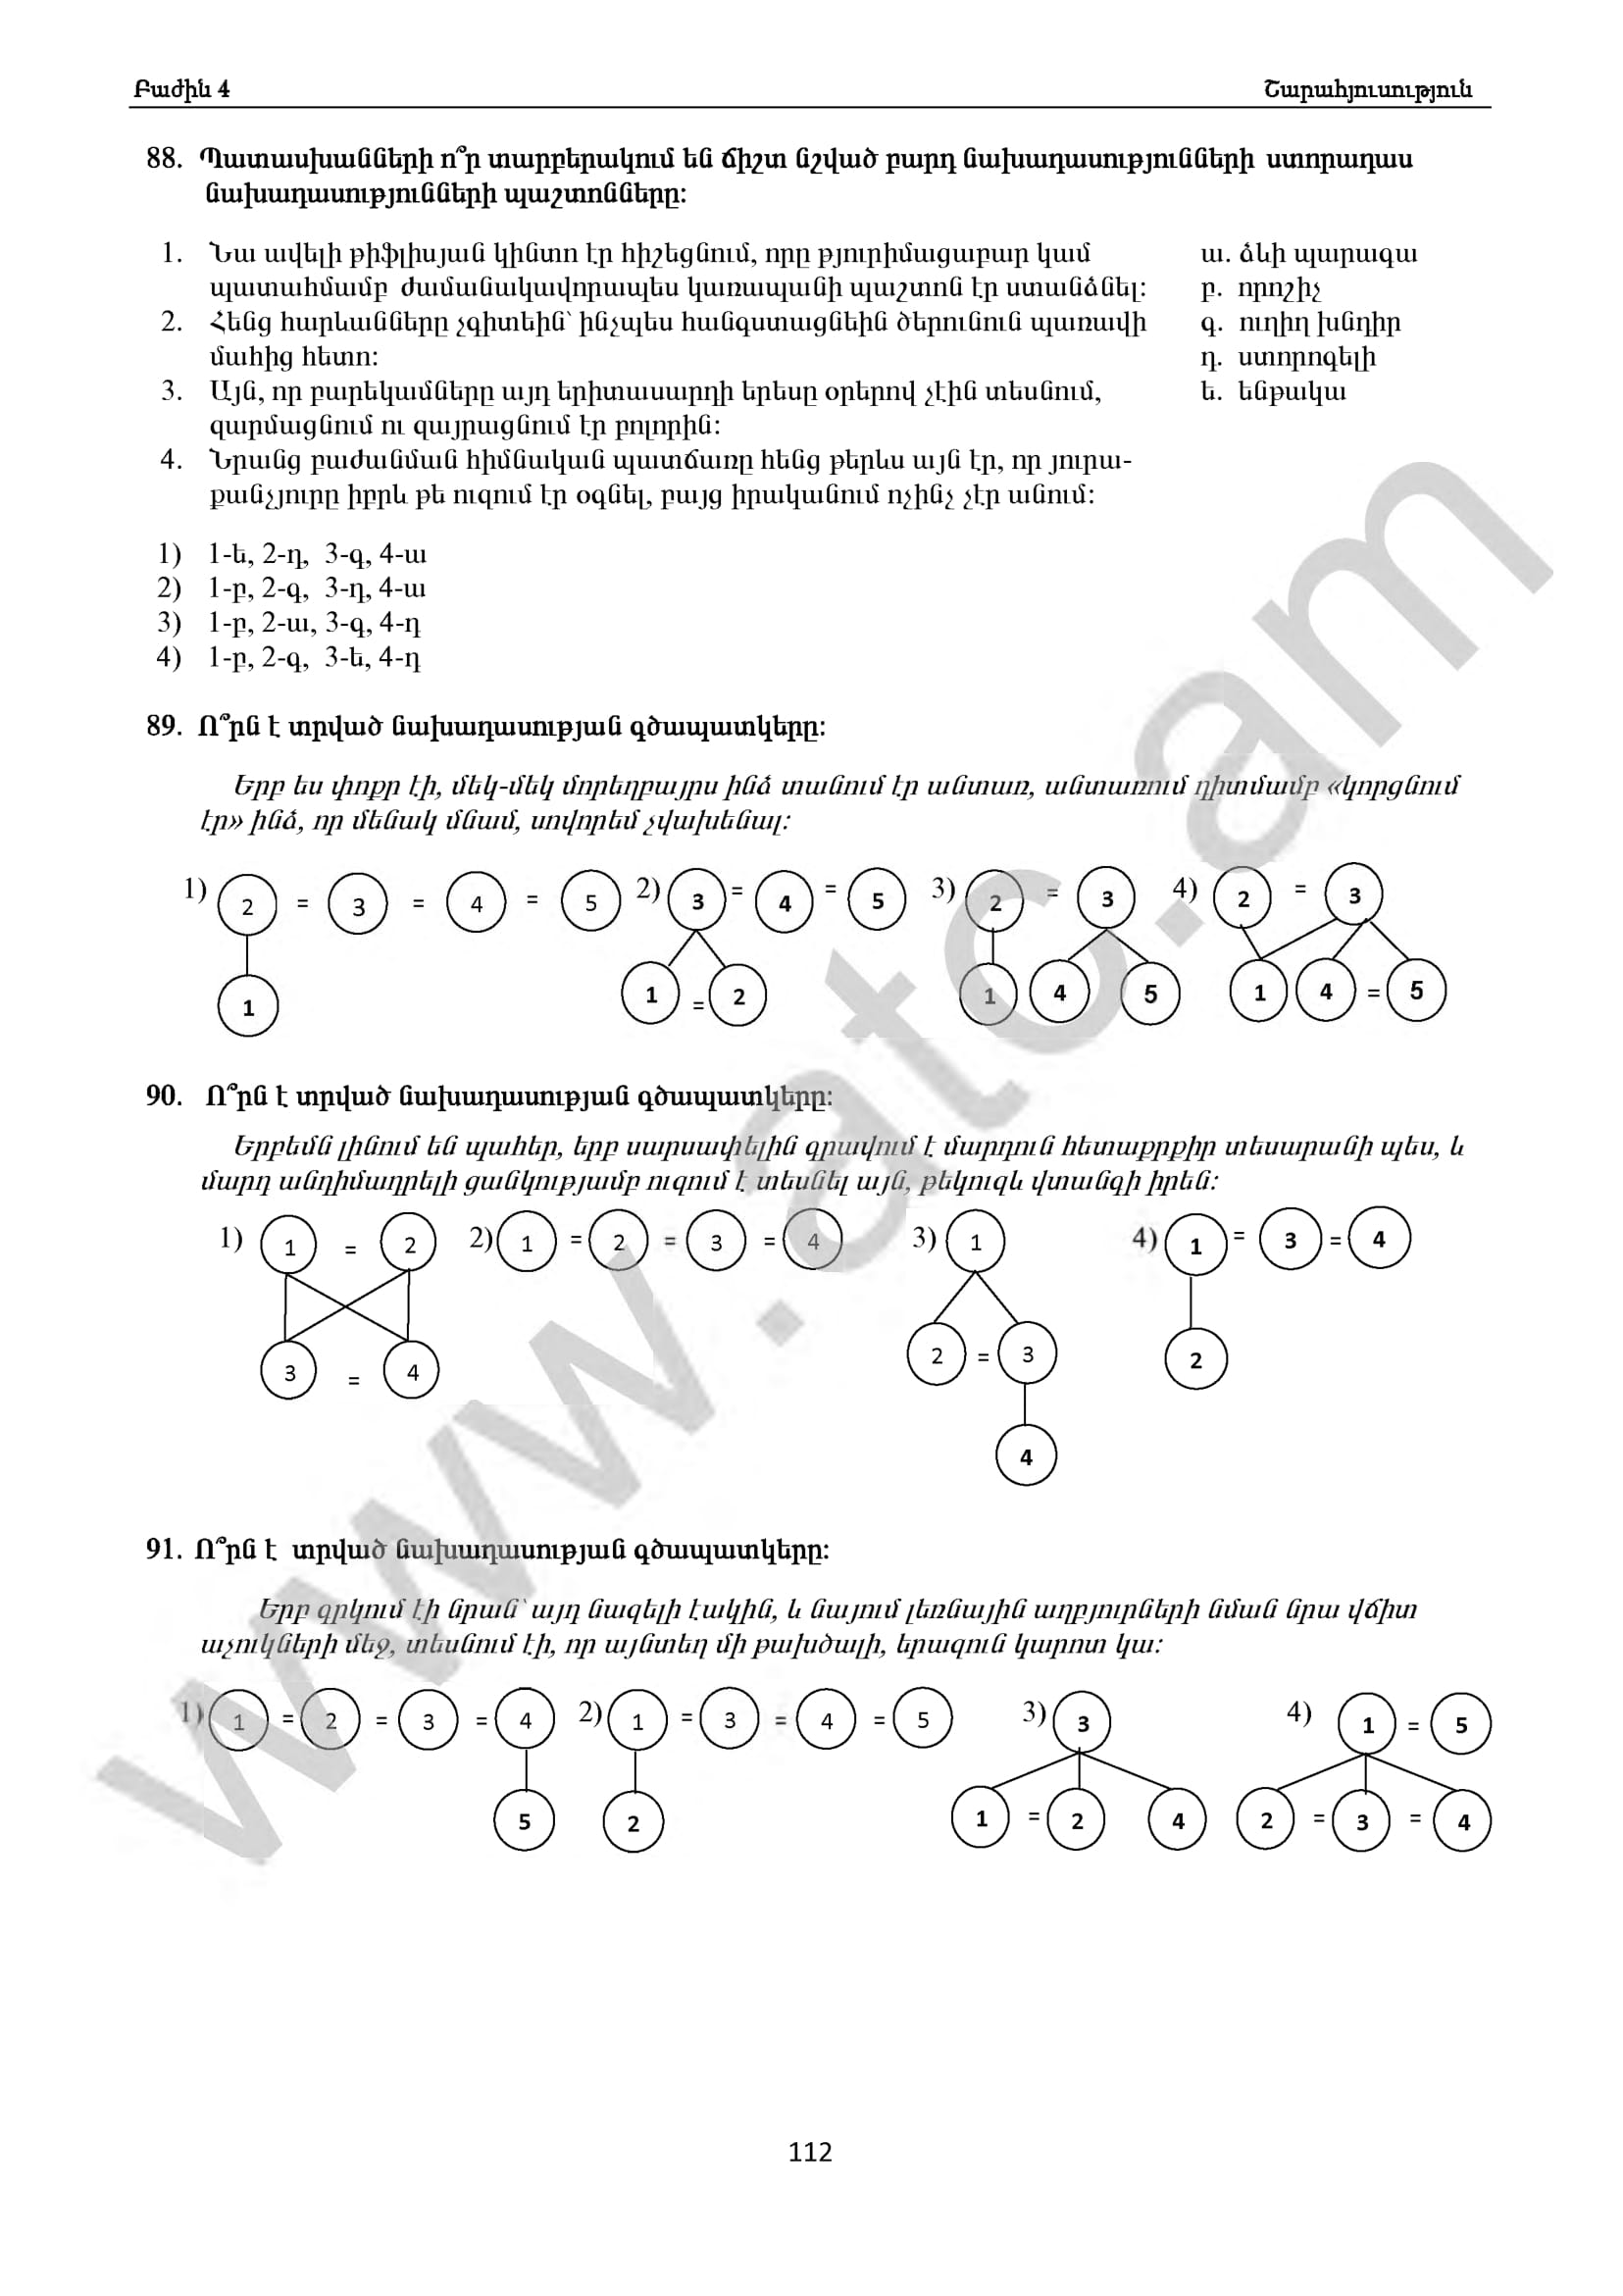 Բաժին 4 Շարահյուսություն
88. Պատասխանների ո՞ր տարբերակում են ճիշտ նշված բարդ նախադասությունների ստորադաս
նախադասությունների պաշտոնները:
1. Նա ավելի թիֆլիսյան կինտո էր հիշեցնում, որը թյուրիմացաբար կամ ա. ձևի պարագա
պատահմամբ ժամանակավորապես կառապանի պաշտոն էր ստանձնել: բ. որոշիչ
2. Հենց հարևանները չգիտեին՝ ինչպես հանգստացնեին ծերունուն պառավի գ. ուղիղ խնդիր
մահից հետո: դ. ստորոգելի
3. Այն, որ բարեկամները այդ երիտասարդի երեսը օրերով չէին տեսնում, ե. ենթակա
զարմացնում ու զայրացնում էր բոլորին:
4. Նրանց բաժանման հիմնական պատճառը հենց թերևս այն էր, որ յուրա-
քանչյուրը իբրև թե ուզում էր օգնել, բայց իրականում ոչինչ չէր անում:
1) 1-ե, 2-դ, 3-գ, 4-ա
2) 1-բ, 2-գ, 3-դ, 4-ա
3) 1-բ, 2-ա, 3-գ, 4-դ
4) 1-բ, 2-գ, 3-ե, 4-դ
89. Ո՞րն է տրված նախադասության գծապատկերը:
Երբ ես փոքր էի, մեկ-մեկ մորեղբայրս ինձ տանում էր անտառ, անտառում դիտմամբ «կորցնում
էր» ինձ, որ մենակ մնամ, սովորեմ չվախենալ:
1) 2 = 3 = 4 = 5 2) 3 = 4 = 5 3) 2 = 3 4) 2 = 3
1 1 = 2 1 4 5 1 4 = 5
90. Ո՞րն է տրված նախադասության գծապատկերը:
Երբեմն լինում են պահեր, երբ սարսափելին գրավում է մարդուն հետաքրքիր տեսարանի պես, և
մարդ անդիմադրելի ցանկությամբ ուզում է տեսնել այն, թեկուզև վտանգի իրեն:
1) 1 = 2 2) 1 = 2 = 3 = 4 3) 1 4) 1 = 3 = 4
3 = 4 2 = 3 2
4
91. Ո՞րն է տրված նախադասության գծապատկերը:
Երբ գրկում էի նրան՝ այդ նազելի էակին, և նայում լեռնային աղբյուրների նման նրա վճիտ
աչուկների մեջ, տեսնում էի, որ այնտեղ մի թախծալի, երազուն կարոտ կա:
1) 1 = 2 = 3 = 4 2) 1 = 3 = 4 = 5 3) 3 4) 1 = 5
5 2 1 = 2 4 2 = 3 = 4
112
www.atc.am